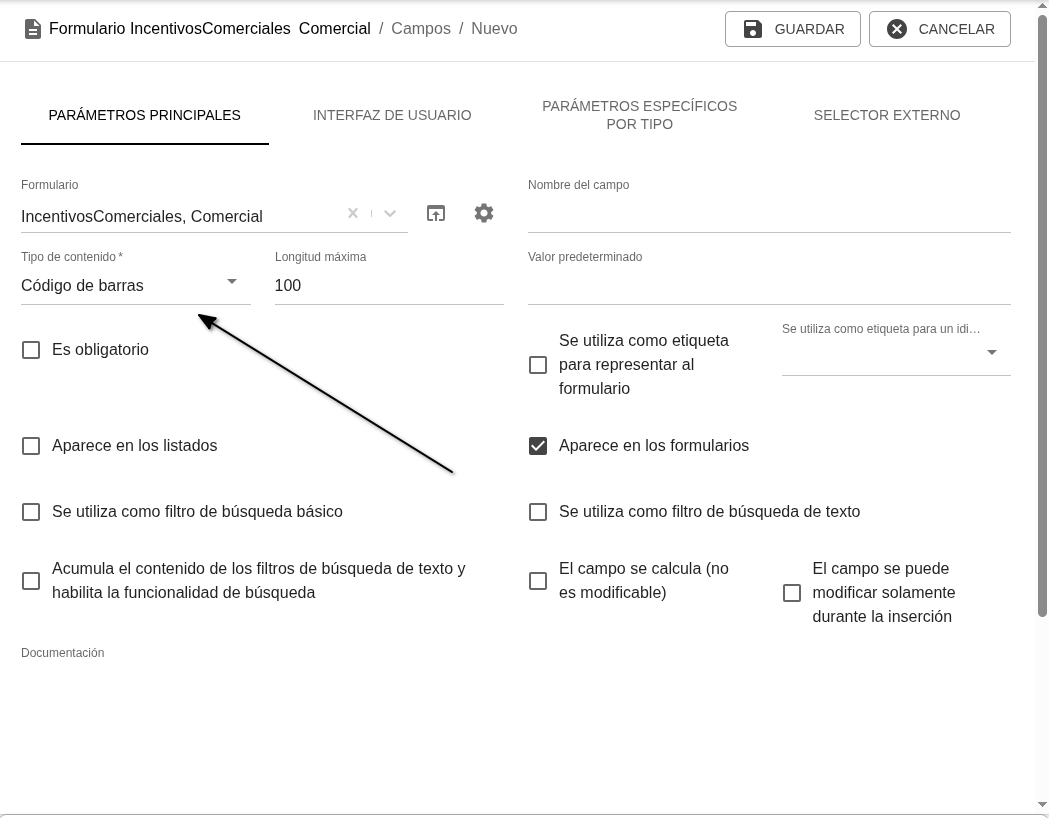 Formulario IncentivosComerciales Comercial / Campos / Nuevo
GUARDAR
CANCELAR
PARÁMETROS PRINCIPALES
INTERFAZ DE USUARIO
PARÁMETROS ESPECÍFICOS
POR TIPO
SELECTOR EXTERNO
Formulario
IncentivosComerciales, Comercial
Nombre del campo
Tipo de contenido *
Código de barras
Longitud máxima
100
Valor predeterminado
Es obligatorio
Se utiliza como etiqueta
para representar al
formulario
Se utiliza como etiqueta para un idi…
Aparece en los listados
Aparece en los formularios
Se utiliza como filtro de búsqueda básico
Se utiliza como filtro de búsqueda de texto
Acumula el contenido de los filtros de búsqueda de texto y
habilita la funcionalidad de búsqueda
El campo se calcula (no
es modificable)
El campo se puede
modificar solamente
durante la inserción
Documentación